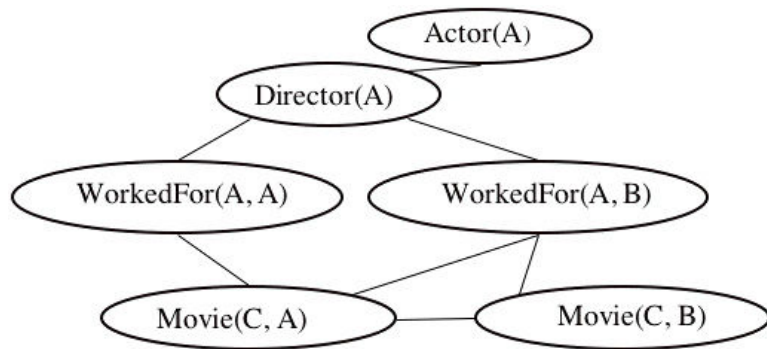 Actor(A)
Director(A)
WorkedFor(A, A)
WorkedFor(A, B)
Movie(C, A)
Movie(C, B)